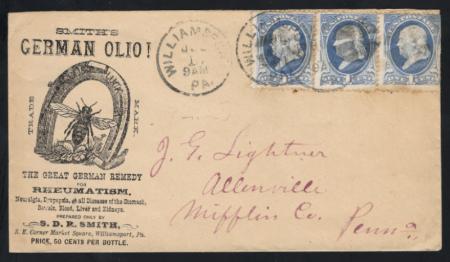 SMITH'S
GERMAN OLIO!
TRADE MARK.
THE GREAT GERMAN REMEDY
FOR
RHEUMATISM,
Neuralgia, Dyspepsia, all Diseases of the Stomach,
Bowels, Blood, Liver and Kidneys.
PREPARED ONLY BY
S. D. R. SMITH,
S. E. Corner Market Square, Williamsport, Pa.
PRICE, 50 CENTS PER BOTTLE.
9AM
PA.
J. G. Lightner
Allenville
Mifflin Co.
Penna